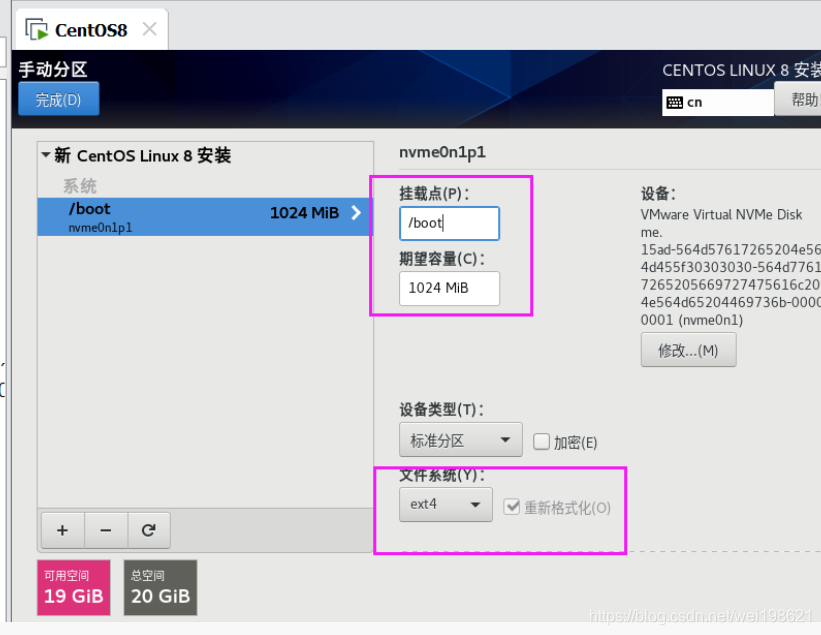 CentOS8
手动分区
CENTOS LINUX 8 安装
完成(D)
cn
帮助
新 CentOS Linux 8 安装
系统
/boot
1024 MiB
nvme0n1p1
nvme0n1p1
挂载点(P)：
/boot
期望容量(C)：
1024 MiB
设备：
VMware Virtual NVMe Disk
me.
15ad-564d57617265204e56
4d455f30303030-564d7761
7265205669727475616c20
4e564d65204469736b-0000
0001 (nvme0n1)
修改...(M)
设备类型(T)：
标准分区
加密(E)
文件系统(Y)：
ext4
重新格式化(O)
+
−
可用空间
19 GiB
总空间
20 GiB
https://blog.csdn.net/wei198621